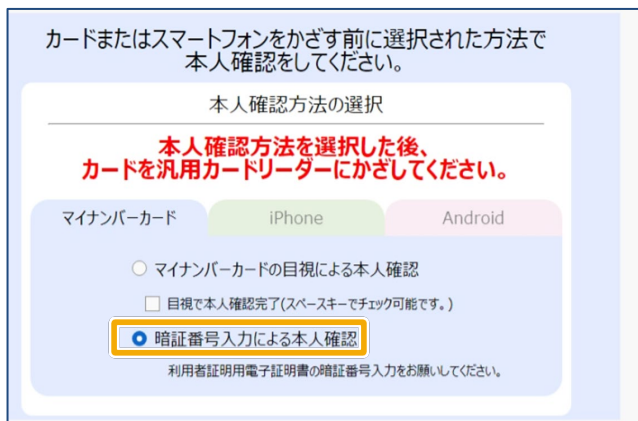 カードまたはスマートフォンをかざす前に選択された方法で
本人確認をしてください。
本人確認方法の選択
本人確認方法を選択した後、
カードを汎用カードリーダーにかざしてください。
マイナンバーカード iPhone Android
マイナンバーカードの目視による本人確認
目視で本人確認完了(スペースキーでチェック可能です。)
暗証番号入力による本人確認
利用者証明用電子証明書の暗証番号入力をお願いしてください。